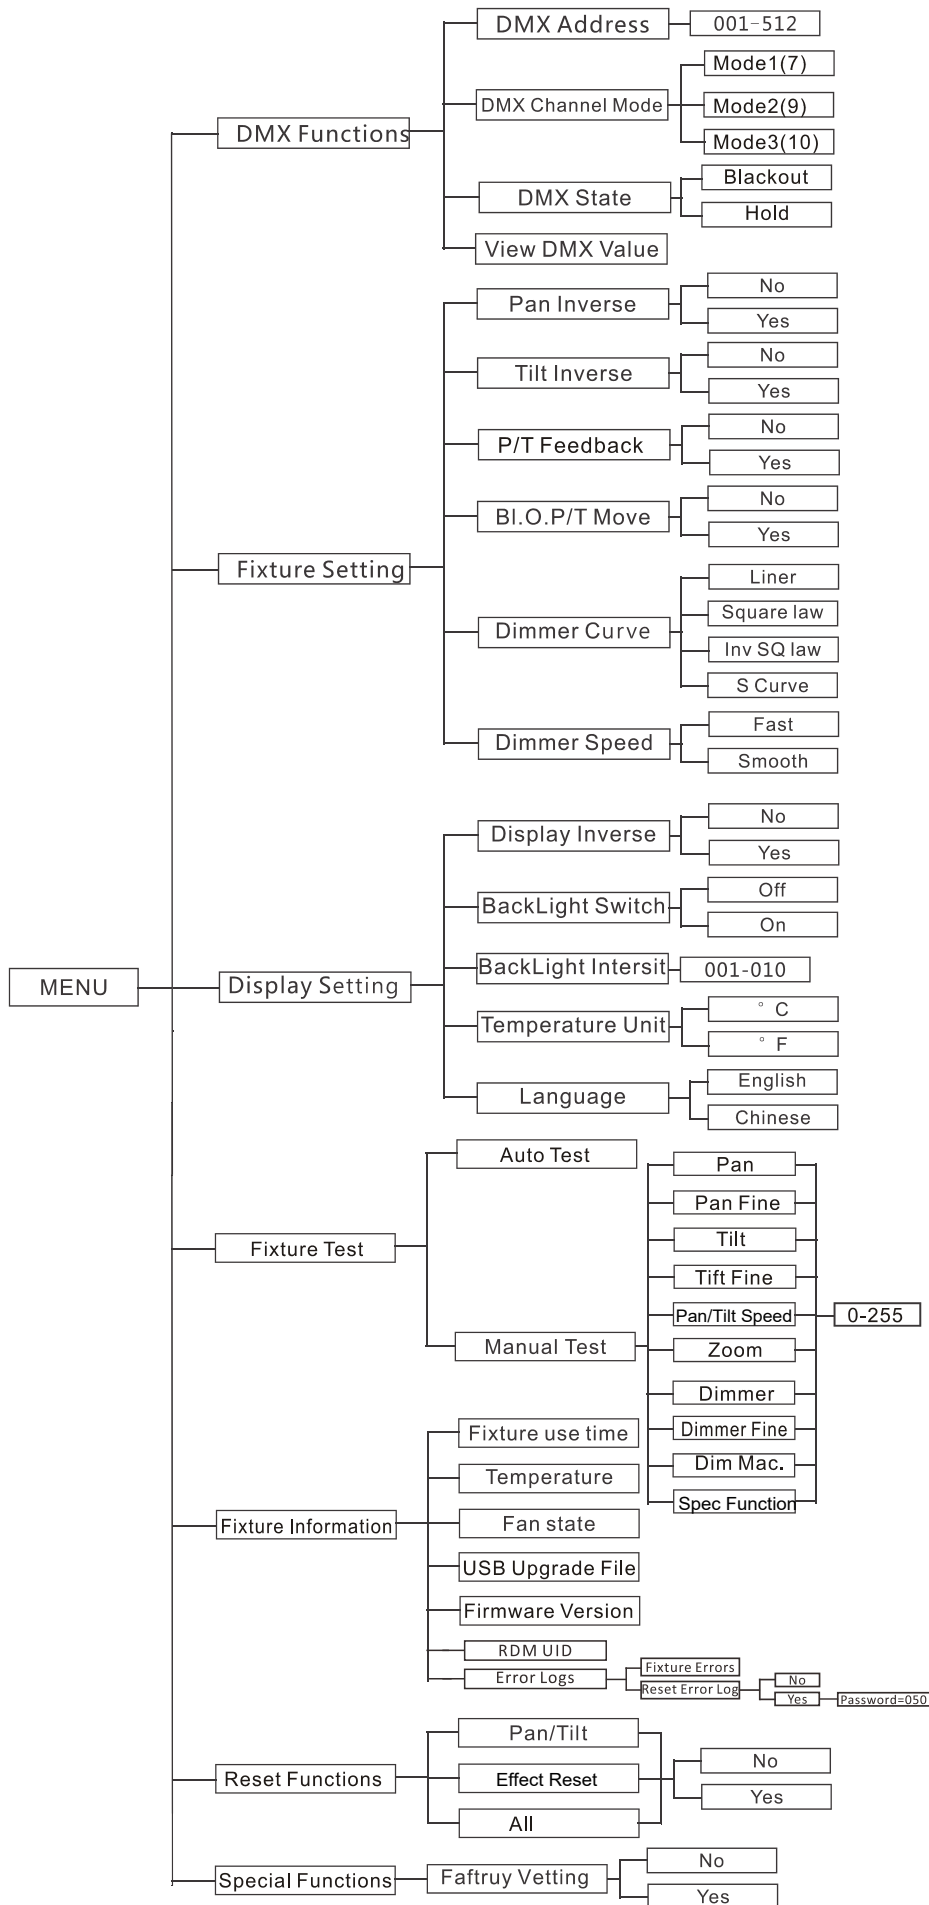 DMX Address
001-512
Mode1(7)
DMX Channel Mode
Mode2(9)
DMX Functions
Mode3(10)
Blackout
DMX State
Hold
View DMX Value
No
Pan Inverse
Yes
No
Tilt Inverse
Yes
No
P/T Feedback
Yes
No
Bl.O.P/T Move
Yes
Fixture Setting
Liner
Square law
Dimmer Curve
Inv SQ law
S Curve
Fast
Dimmer Speed
Smooth
No
Display Inverse
Yes
Off
BackLight Switch
On
BackLight Intersit
001-010
MENU
Display Setting
° C
Temperature Unit
° F
English
Language
Chinese
Auto Test
Pan
Pan Fine
Tilt
Fixture Test
Tift Fine
Pan/Tilt Speed
0-255
Manual Test
Zoom
Dimmer
Dimmer Fine
Fixture use time
Dim Mac.
Temperature
Spec Function
Fixture Information
Fan state
USB Upgrade File
Firmware Version
RDM UID
Fixture Errors
Error Logs
Reset Error Log
No
Yes
Password=050
Pan/Tilt
No
Reset Functions
Effect Reset
Yes
All
No
Special Functions
Faftruy Vetting
Yes